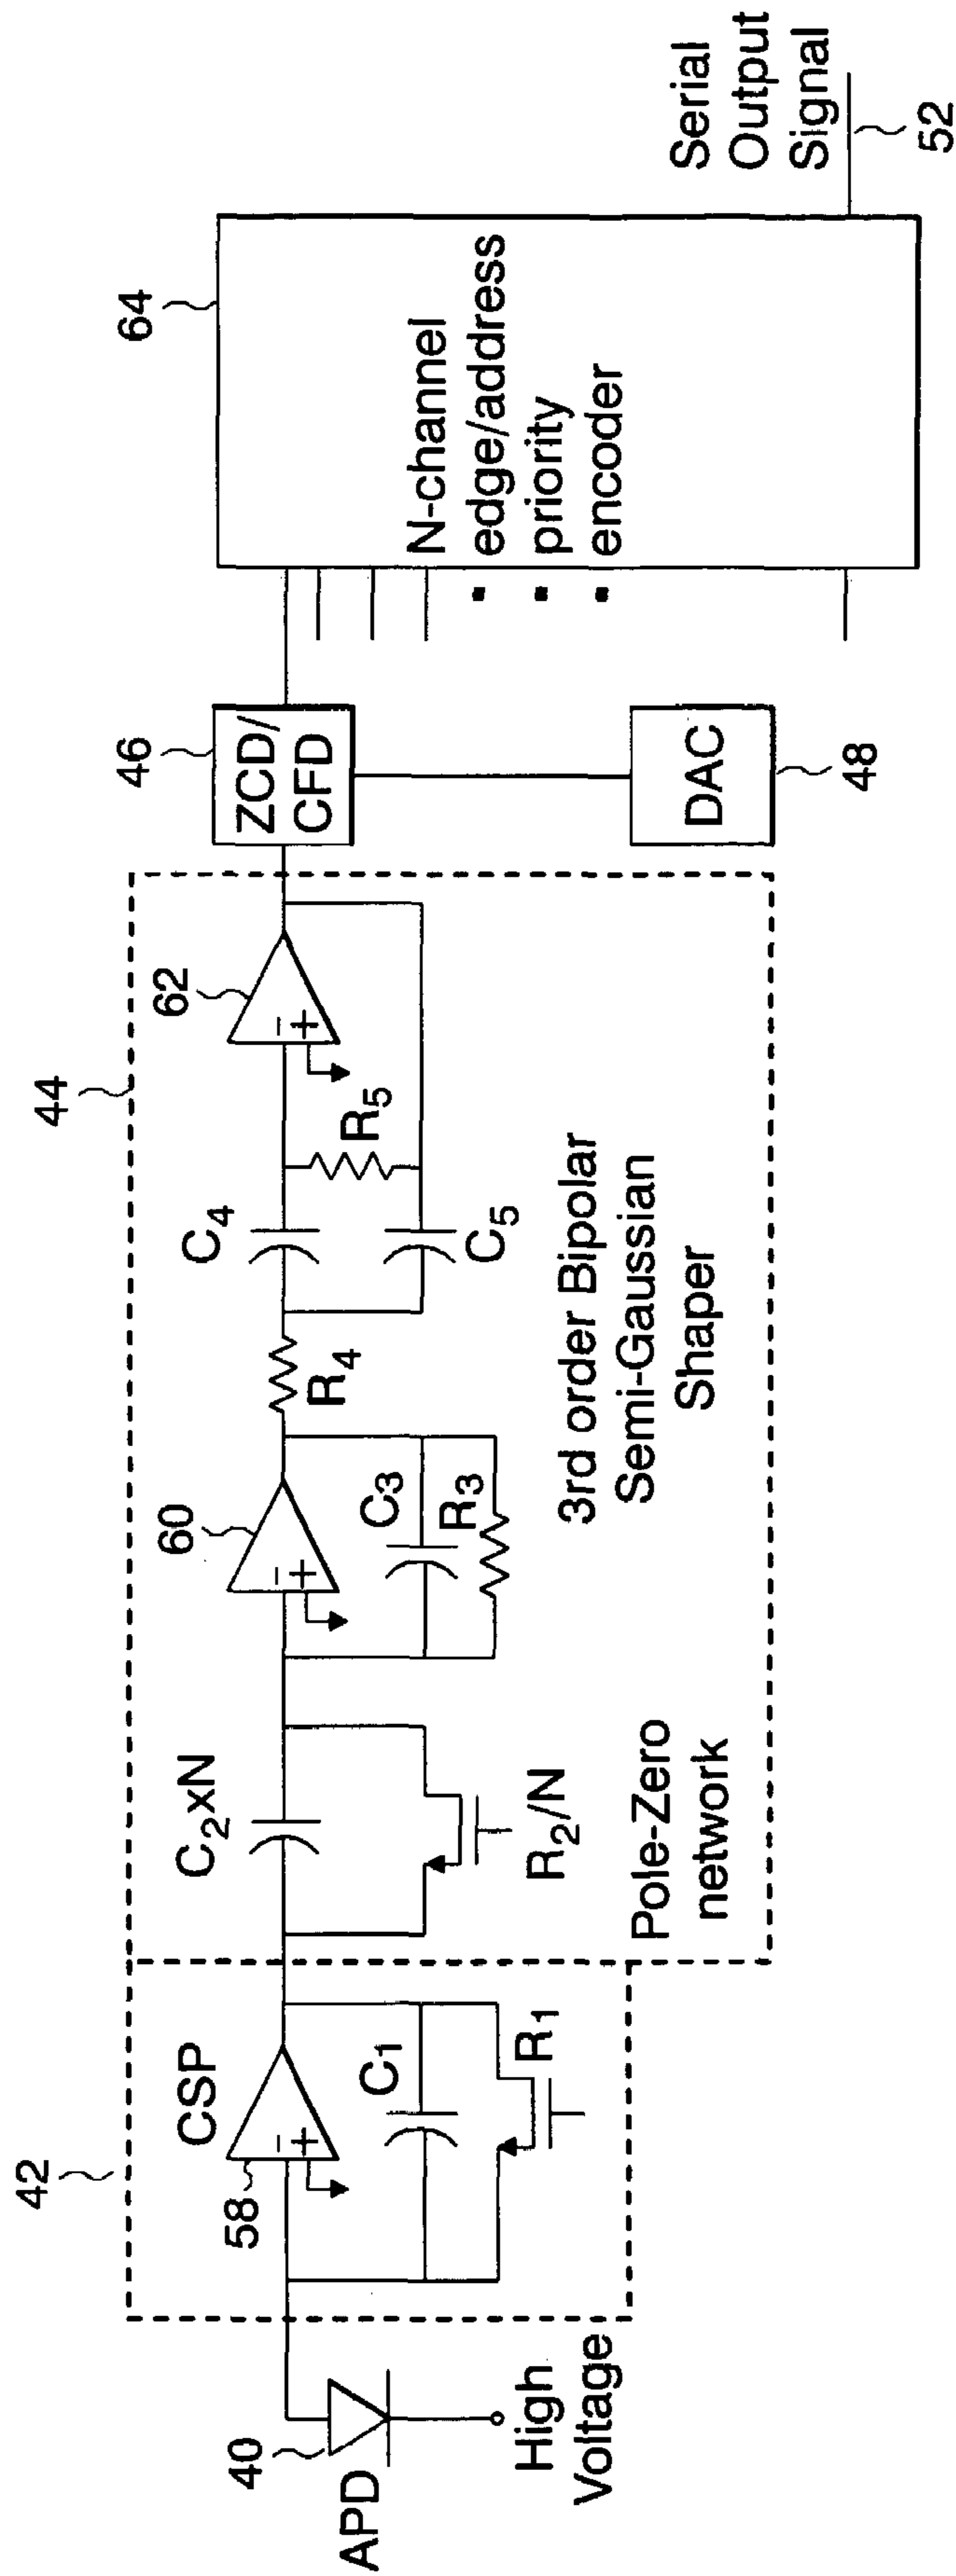 42
44
46
64
CSP
58
C₂xN
60
62
C₄
ZCD/
CFD
N-channel
edge/address
priority
encoder
Serial
Output
Signal
52
40
APD
High
Voltage
C₁
R₁
R₂/N
C₃
R₃
R₄
R₅
C₅
Pole-Zero
network
3rd order Bipolar
Semi-Gaussian
Shaper
DAC
48
- +
- +
- +